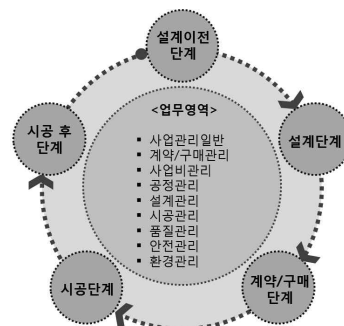 설계이전
단계
<업무영역>
▪ 사업관리일반
▪ 계약/구매관리
▪ 사업비관리
▪ 공정관리
▪ 설계관리
▪ 시공관리
▪ 품질관리
▪ 안전관리
▪ 환경관리
설계단계
계약/구매
단계
시공단계
시공 후
단계